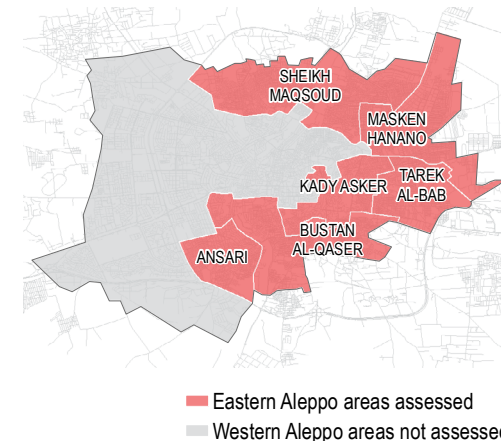 SHEIKH
MAQSOUD
MASKEN
HANANO
KADY ASKER
TAREK
AL-BAB
BUSTAN
AL-QASER
ANSARI
Eastern Aleppo areas assessed
Western Aleppo areas not assessed